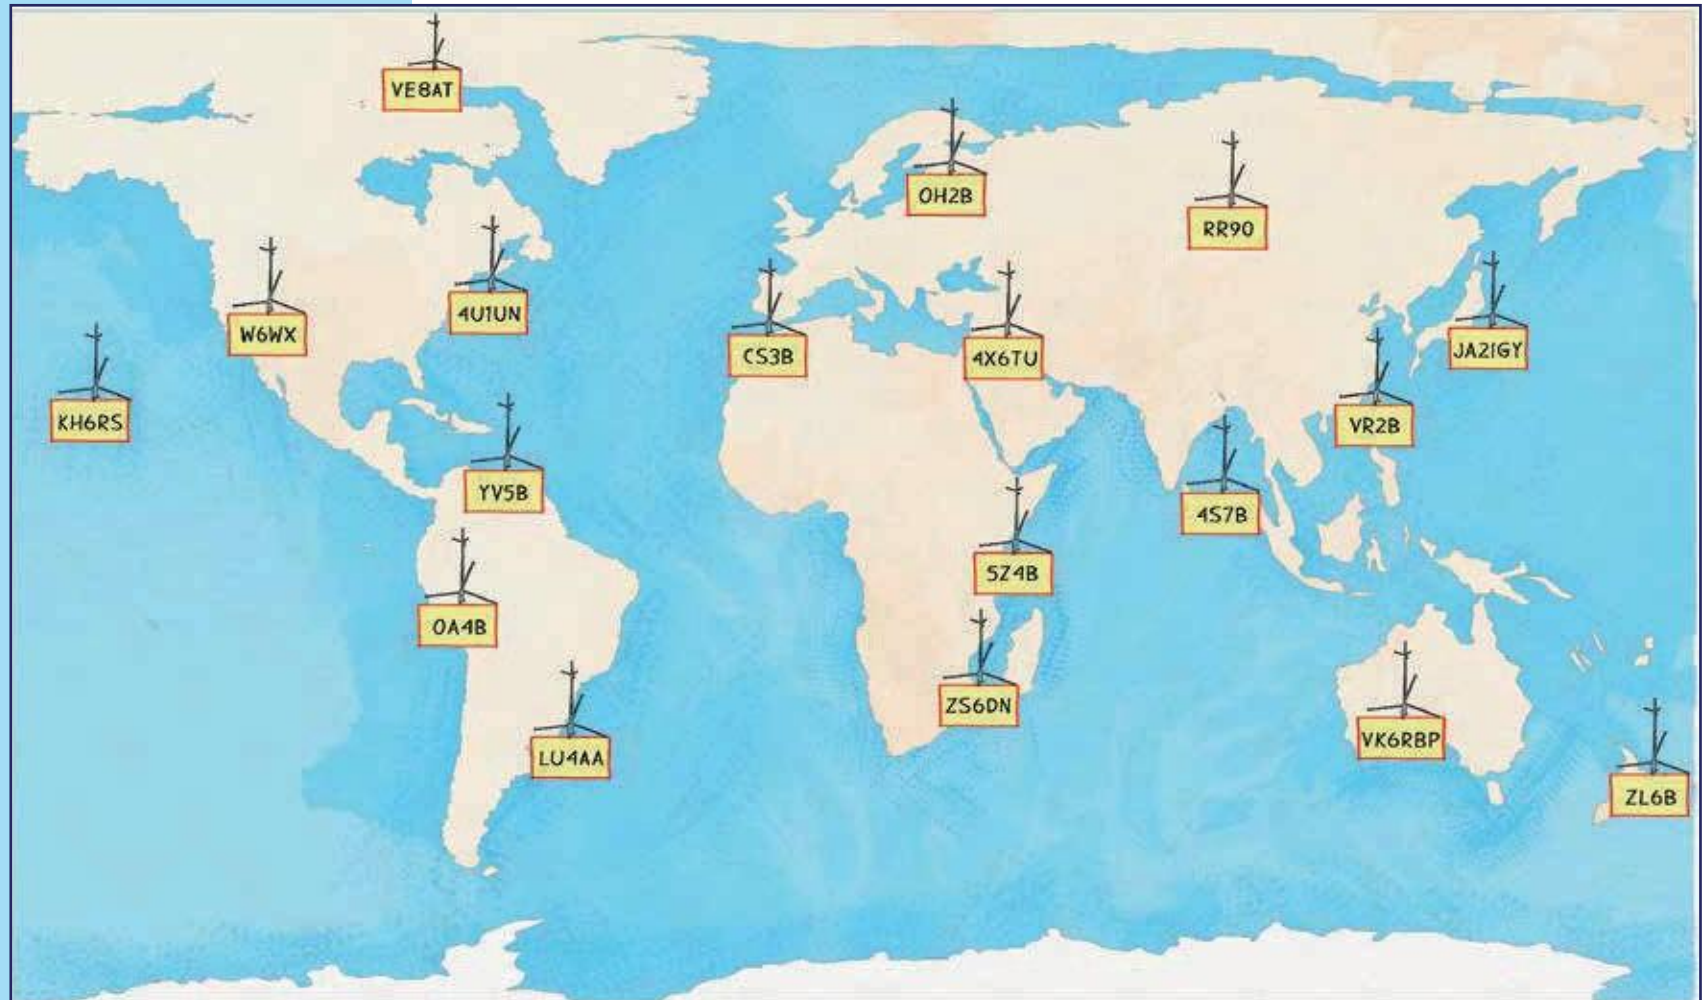 VE8AT
OH2B
RR90
4U1UN
W6WX
CS3B
4X6TU
JA2IGY
KH6RS
VR2B
YV5B
4S7B
5Z4B
OA4B
ZS6DN
VK6RBP
LU4AA
ZL6B